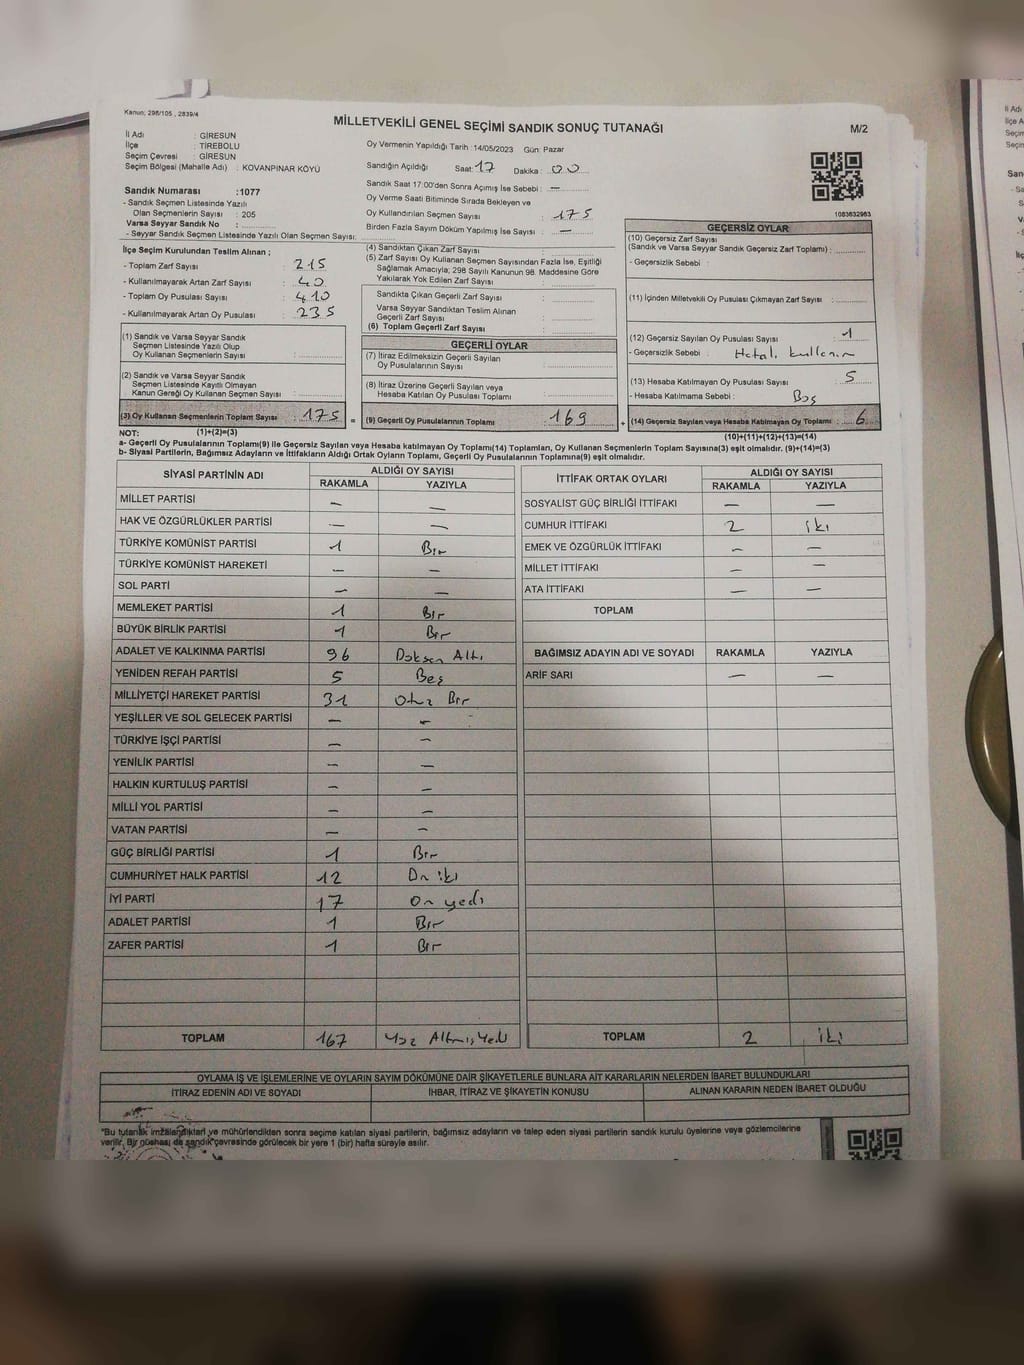 Kanun; 298/105 , 2839/4
MİLLETVEKİLİ GENEL SEÇİMİ SANDIK SONUÇ TUTANAĞI
M/2
İl Adı : GİRESUN
İlçe : TİREBOLU
Seçim Çevresi : GİRESUN
Seçim Bölgesi (Mahalle Adı) : KOVANPINAR KÖYÜ
Oy Vermenin Yapıldığı Tarih :14/05/2023 Gün: Pazar
Sandığın Açıldığı Saat: 17 Dakika : 00
Sandık Saat 17:00'den Sonra Açımış İse Sebebi : —
Oy Verme Saati Bitiminde Sırada Bekleyen ve
Oy Kullandırılan Seçmen Sayısı : 175
Birden Fazla Sayım Döküm Yapılmış İse Sayısı : —
1083632963
Sandık Numarası :1077
- Sandık Seçmen Listesinde Yazılı
Olan Seçmenlerin Sayısı : 205
Varsa Seyyar Sandık No :
- Seyyar Sandık Seçmen Listesinde Yazılı Olan Seçmen Sayısı:
İlçe Seçim Kurulundan Teslim Alınan ;
- Toplam Zarf Sayısı : 215
- Kullanılmayarak Artan Zarf Sayısı : 40
- Toplam Oy Pusulası Sayısı : 410
- Kullanılmayarak Artan Oy Pusulası : 235
(1) Sandık ve Varsa Seyyar Sandık
Seçmen Listesinde Yazılı Olup
Oy Kullanan Seçmenlerin Sayısı :
(2) Sandık ve Varsa Seyyar Sandık
Seçmen Listesinde Kayıtlı Olmayan
Kanun Gereği Oy Kullanan Seçmen Sayısı :
(3) Oy Kullanan Seçmenlerin Toplam Sayısı : 175 =
(1)+(2)=(3)
(4) Sandıktan Çıkan Zarf Sayısı :
(5) Zarf Sayısı Oy Kullanan Seçmen Sayısından Fazla İse, Eşitliği
Sağlamak Amacıyla; 298 Sayılı Kanunun 98. Maddesine Göre
Yakılarak Yok Edilen Zarf Sayısı :
Sandıkta Çıkan Geçerli Zarf Sayısı :
Varsa Seyyar Sandıktan Teslim Alınan
Geçerli Zarf Sayısı :
(6) Toplam Geçerli Zarf Sayısı :
GEÇERLİ OYLAR
(7) İtiraz Edilmeksizin Geçerli Sayılan
Oy Pusulalarının Sayısı :
(8) İtiraz Üzerine Geçerli Sayılan veya
Hesaba Katılan Oy Pusulası Toplamı :
(9) Geçerli Oy Pusulalarının Toplamı : 169 +
GEÇERSİZ OYLAR
(10) Geçersiz Zarf Sayısı
(Sandık ve Varsa Seyyar Sandık Geçersiz Zarf Toplamı) :
- Geçersizlik Sebebi :
(11) İçinden Milletvekili Oy Pusulası Çıkmayan Zarf Sayısı :
(12) Geçersiz Sayılan Oy Pusulası Sayısı : 1
- Geçersizlik Sebebi : Hatalı kullanım
(13) Hesaba Katılmayan Oy Pusulası Sayısı : 5
- Hesaba Katılmama Sebebi : Boş
(14) Geçersiz Sayılan veya Hesaba Katılmayan Oy Toplamı : 6
(10)+(11)+(12)+(13)=(14)
NOT:
a- Geçerli Oy Pusulalarının Toplamı(9) ile Geçersiz Sayılan veya Hesaba katılmayan Oy Toplamı(14) Toplamları, Oy Kullanan Seçmenlerin Toplam Sayısına(3) eşit olmalıdır. (9)+(14)=(3)
b- Siyasi Partilerin, Bağımsız Adayların ve İttifakların Aldığı Ortak Oyların Toplamı, Geçerli Oy Pusulalarının Toplamına(9) eşit olmalıdır.
SİYASİ PARTİNİN ADI ALDIĞI OY SAYISI
RAKAMLA YAZIYLA
MİLLET PARTİSİ — —
HAK VE ÖZGÜRLÜKLER PARTİSİ — —
TÜRKİYE KOMÜNİST PARTİSİ 1 Bir
TÜRKİYE KOMÜNİST HAREKETİ — —
SOL PARTİ — —
MEMLEKET PARTİSİ 1 Bir
BÜYÜK BİRLİK PARTİSİ 1 Bir
ADALET VE KALKINMA PARTİSİ 96 Doksan Altı
YENİDEN REFAH PARTİSİ 5 Beş
MİLLİYETÇİ HAREKET PARTİSİ 31 Otuz Bir
YEŞİLLER VE SOL GELECEK PARTİSİ — —
TÜRKİYE İŞÇİ PARTİSİ — —
YENİLİK PARTİSİ — —
HALKIN KURTULUŞ PARTİSİ — —
MİLLİ YOL PARTİSİ — —
VATAN PARTİSİ — —
GÜÇ BİRLİĞİ PARTİSİ 1 Bir
CUMHURİYET HALK PARTİSİ 12 On iki
İYİ PARTİ 17 On yedi
ADALET PARTİSİ 1 Bir
ZAFER PARTİSİ 1 Bir
TOPLAM 167 Yüz Altmış Yedi
İTTİFAK ORTAK OYLARI ALDIĞI OY SAYISI
RAKAMLA YAZIYLA
SOSYALİST GÜÇ BİRLİĞİ İTTİFAKI — —
CUMHUR İTTİFAKI 2 iki
EMEK VE ÖZGÜRLÜK İTTİFAKI — —
MİLLET İTTİFAKI — —
ATA İTTİFAKI — —
TOPLAM
BAĞIMSIZ ADAYIN ADI VE SOYADI RAKAMLA YAZIYLA
ARİF SARI — —
TOPLAM 2 iki
OYLAMA İŞ VE İŞLEMLERİNE VE OYLARIN SAYIM DÖKÜMÜNE DAİR ŞİKAYETLERLE BUNLARA AİT KARARLARIN NELERDEN İBARET BULUNDUKLARI
İTİRAZ EDENİN ADI VE SOYADI İHBAR, İTİRAZ VE ŞİKAYETİN KONUSU ALINAN KARARIN NEDEN İBARET OLDUĞU
"Bu tutanak imzalandıktan ve mühürlendikten sonra seçime katılan siyasi partilerin, bağımsız adayların ve talep eden siyasi partilerin sandık kurulu üyelerine veya gözlemcilerine
verilir. Bir nüshası da sandık çevresinde görülecek bir yere 1 (bir) hafta süreyle asılır.